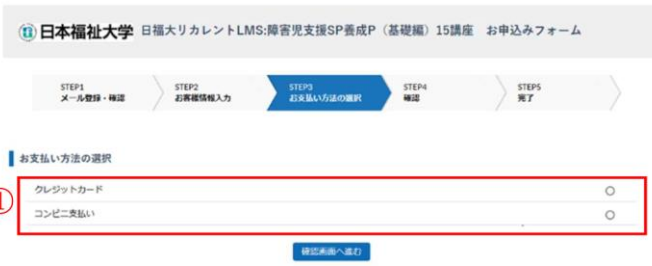 日本福祉大学 日福大リカレントLMS:障害児支援SP養成P（基礎編）15講座 お申込みフォーム
STEP1 STEP2 STEP3 STEP4 STEP5
メール登録・確認 お客様情報入力 お支払い方法の選択 確認 完了
お支払い方法の選択
①
クレジットカード
コンビニ支払い
確認画面へ進む